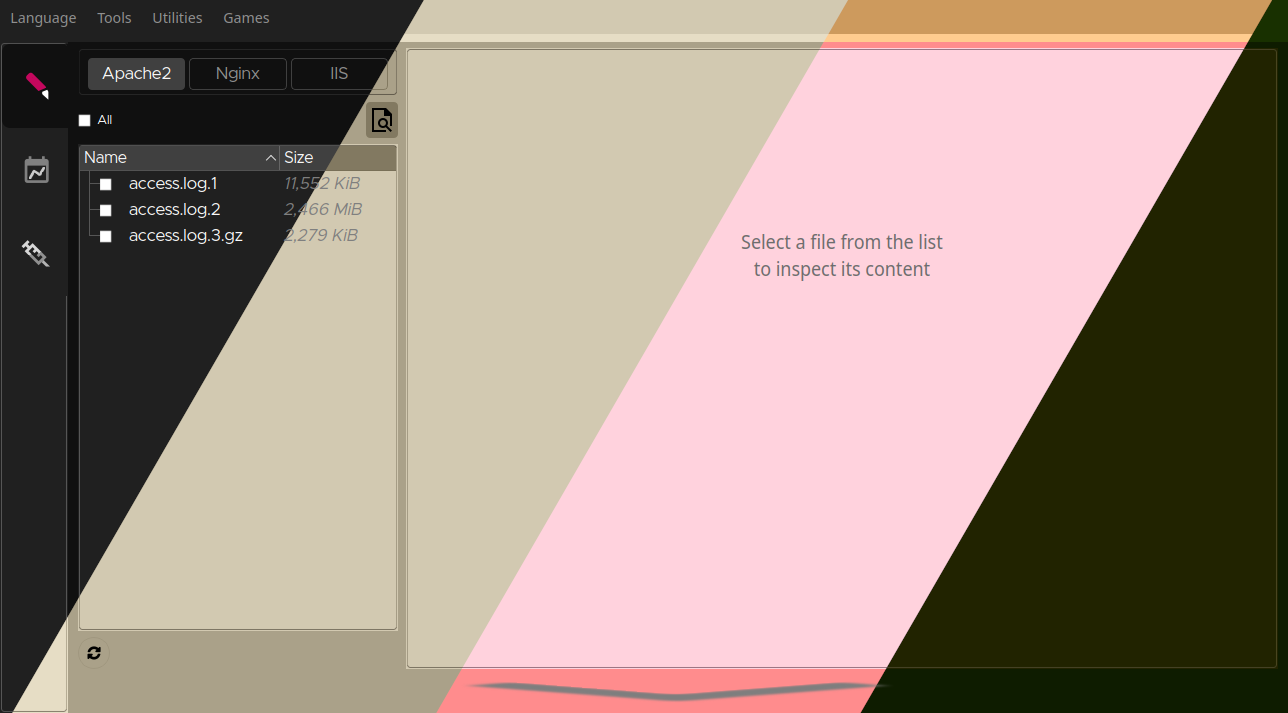 Language Tools Utilities Games
Apache2 Nginx IIS
All
Name Size
access.log.1 11,552 KiB
access.log.2 2,466 MiB
access.log.3.gz 2,279 KiB
Select a file from the list
to inspect its content